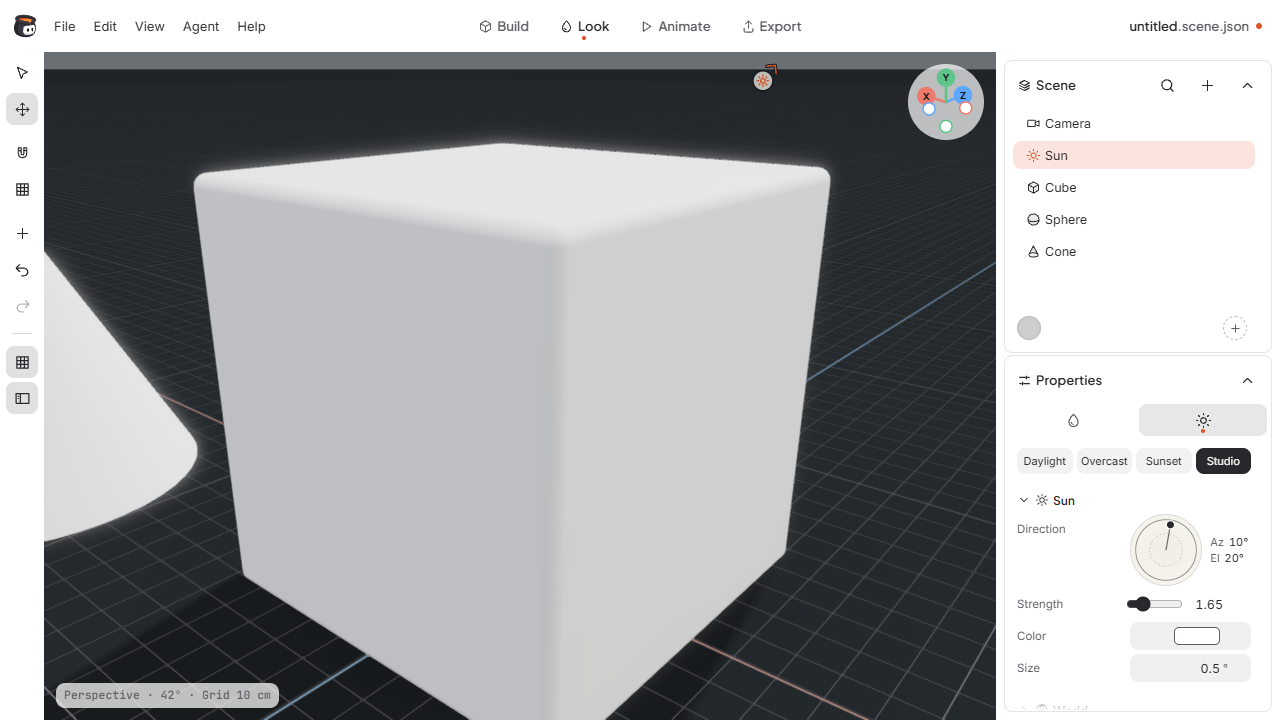 File Edit View Agent Help
Build Look Animate Export
untitled.scene.json
Y
X
Z
Scene
Camera
Sun
Cube
Sphere
Cone
Properties
Daylight Overcast Sunset Studio
Sun
Direction
Az 10°
El 20°
Strength 1.65
Color
Size 0.5 °
World
Perspective · 42° · Grid 10 cm